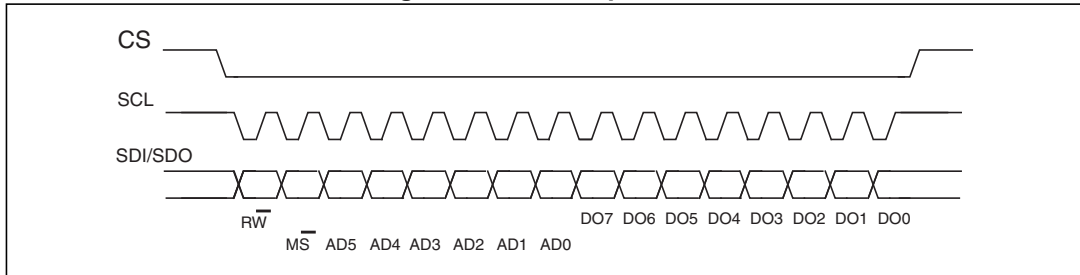 CS
SCL
SDI/SDO
RW DO7 DO6 DO5 DO4 DO3 DO2 DO1 DO0
MS AD5 AD4 AD3 AD2 AD1 AD0